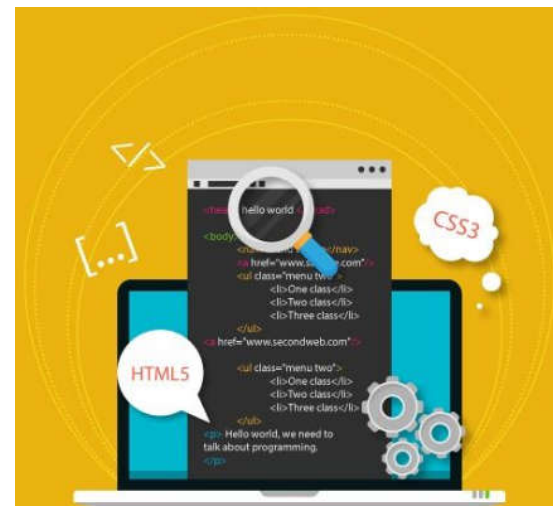 </>
<head> hello world </head>
CSS3
<body>
[...]
</nav>
<a href="www. com"/>
<ul class="menu two">
<li>One class</li>
<li>Two class</li>
<li>Three class</li>
</ul>
<a href="www.secondweb.com"/>
HTML5
<ul class="menu two">
<li>One class</li>
<li>Two class</li>
<li>Three class</li>
</ul>
<p> Hello world, we need to
talk about programming.
</p>